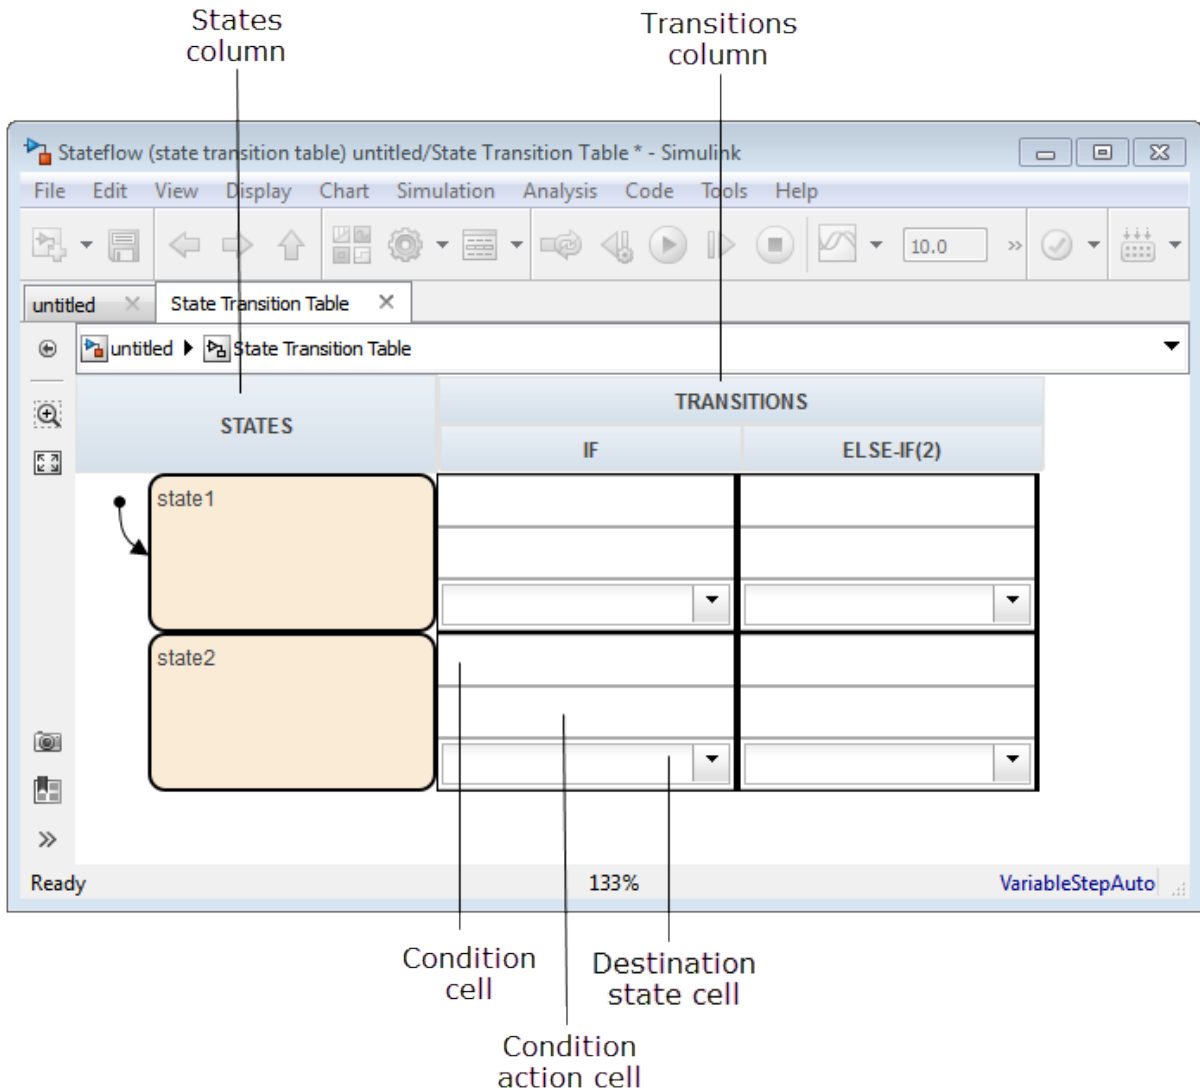 States
column
Transitions
column
Stateflow (state transition table) untitled/State Transition Table * - Simulink
File Edit View Display Chart Simulation Analysis Code Tools Help
10.0 »
untitled State Transition Table
untitled State Transition Table
STATES
TRANSITIONS
IF ELSE-IF(2)
state1
state2
»
Ready 133% VariableStepAuto
Condition
cell
Destination
state cell
Condition
action cell